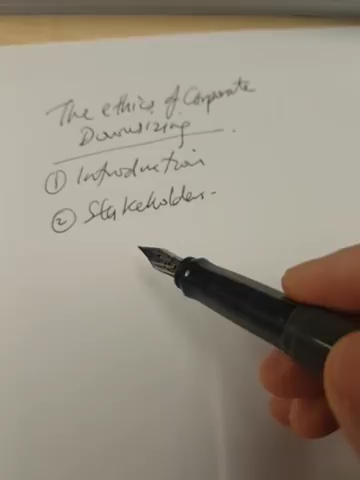 The ethics of Corporate
Downsizing
① Introduction
② Stakeholders.